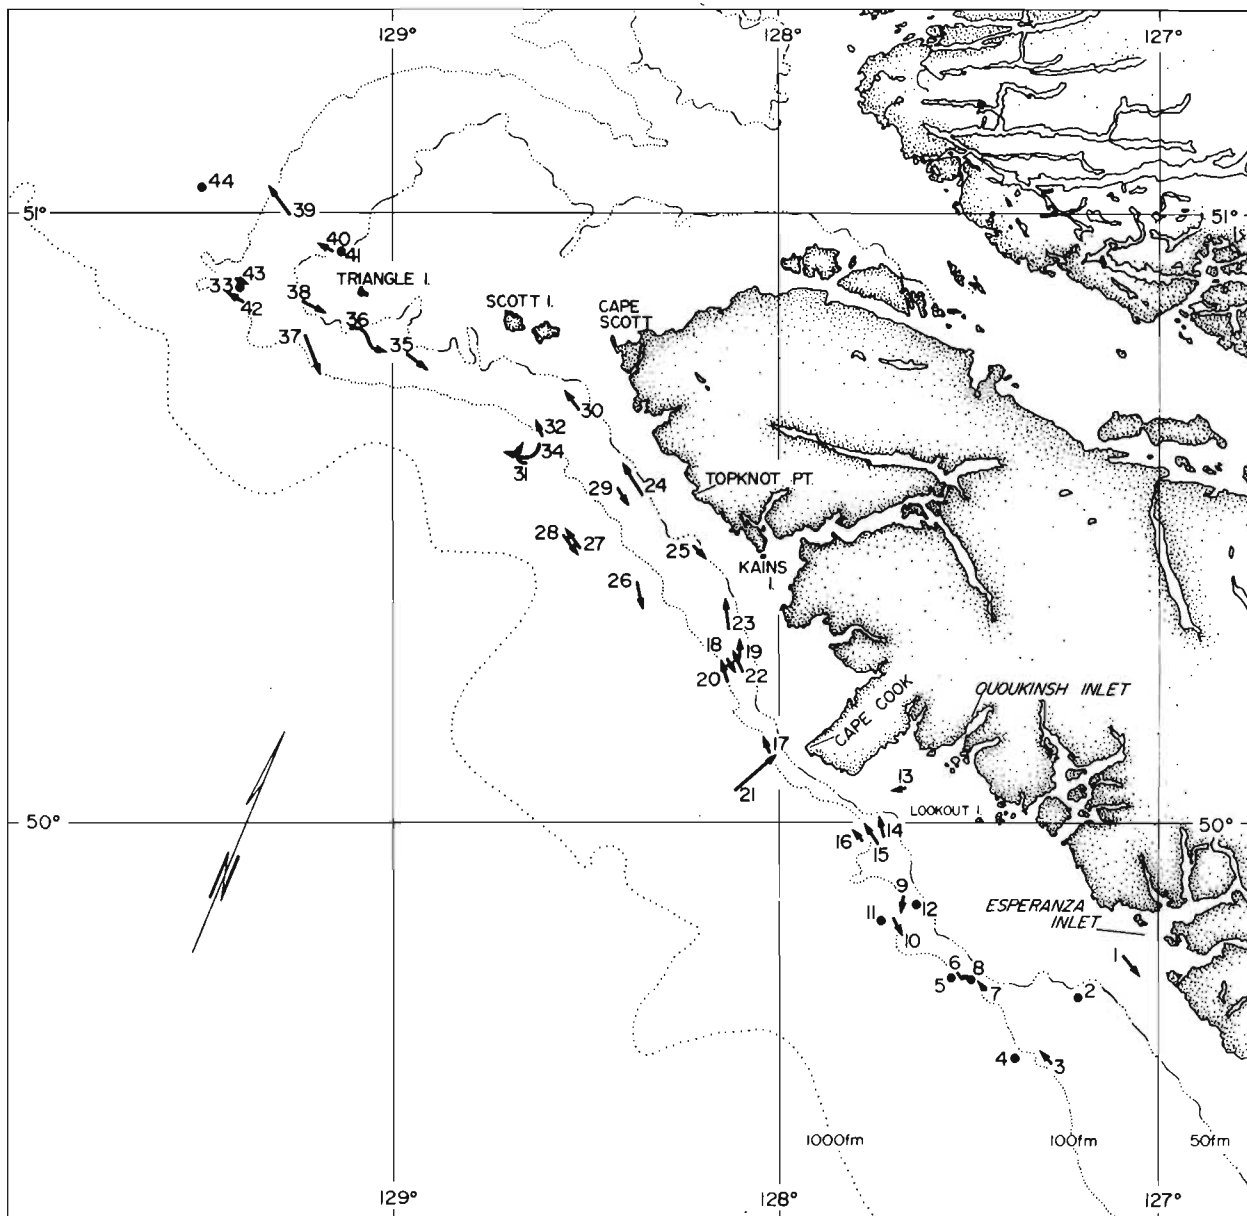 129° 128° 127°
44
51° 39 51°
40
41
43
33
42
TRIANGLE I.
38
SCOTT I.
CAPE
SCOTT
36
37 35
30
32
34
31
TOPKNOT PT.
29 24
28 27
25
KAINS
I.
26
23
18 19
20 22
CAPE COOK
OUOUKINSH INLET
17
21
13
LOOKOUT I.
50° 50°
16 14
15
9
11 12
10
ESPERANZA
INLET
1
6 8
5 7
2
4 3
1000fm 100fm 50fm
129° 128° 127°